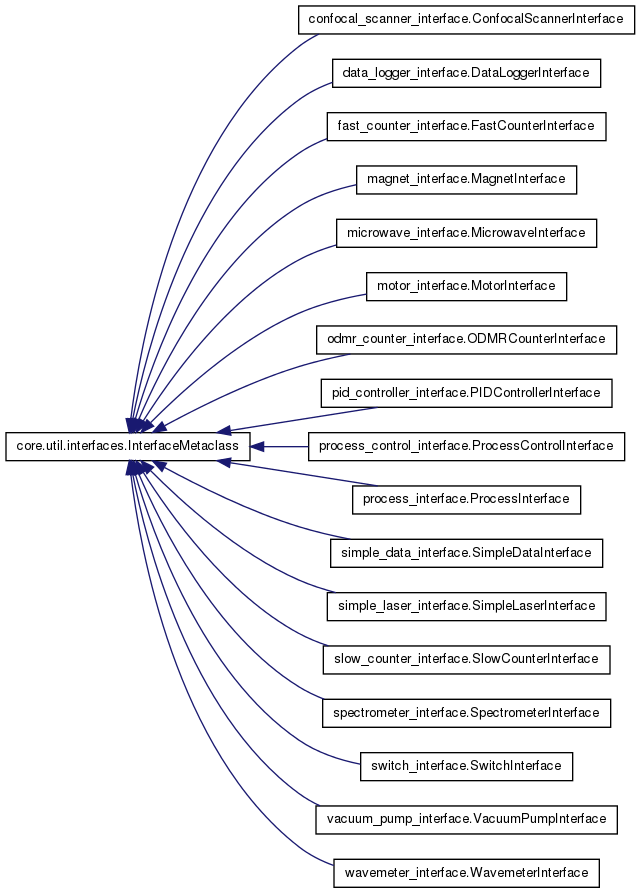 confocal_scanner_interface.ConfocalScannerInterface
data_logger_interface.DataLoggerInterface
fast_counter_interface.FastCounterInterface
magnet_interface.MagnetInterface
microwave_interface.MicrowaveInterface
motor_interface.MotorInterface
odmr_counter_interface.ODMRCounterInterface
pid_controller_interface.PIDControllerInterface
core.util.interfaces.InterfaceMetaclass
process_control_interface.ProcessControlInterface
process_interface.ProcessInterface
simple_data_interface.SimpleDataInterface
simple_laser_interface.SimpleLaserInterface
slow_counter_interface.SlowCounterInterface
spectrometer_interface.SpectrometerInterface
switch_interface.SwitchInterface
vacuum_pump_interface.VacuumPumpInterface
wavemeter_interface.WavemeterInterface